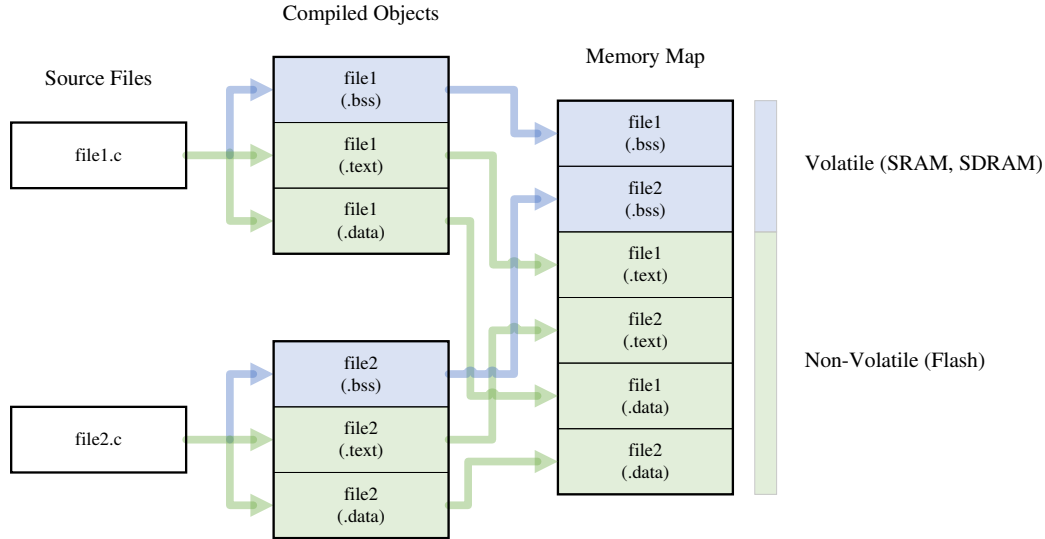 Compiled Objects
Source Files
Memory Map
file1.c
file1
(.bss)
file1
(.text)
file1
(.data)
file2.c
file2
(.bss)
file2
(.text)
file2
(.data)
file1
(.bss)
file2
(.bss)
file1
(.text)
file2
(.text)
file1
(.data)
file2
(.data)
Volatile (SRAM, SDRAM)
Non-Volatile (Flash)